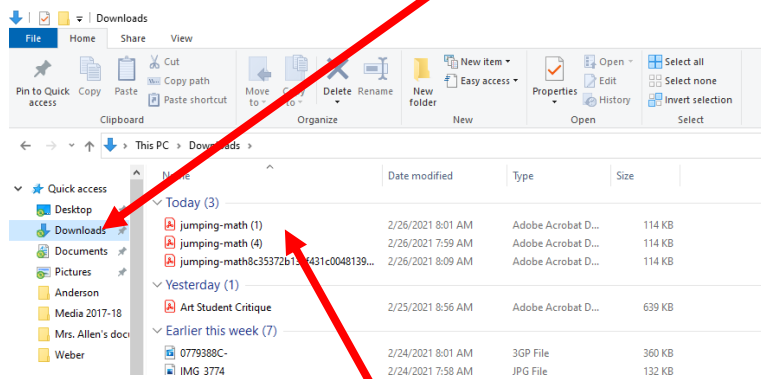 Downloads
File Home Share View
Pin to Quick access
Copy
Paste
Cut
Copy path
Paste shortcut
Clipboard
Move to
to
Delete
Rename
Organize
New folder
New item
Easy access
New
Properties
Open
Edit
History
Open
Select all
Select none
Invert selection
Select
This PC › Downloads ›
Date modified Type Size
Quick access
Desktop
Downloads
Documents
Pictures
Anderson
Media 2017-18
Mrs. Allen's docu
Weber
Today (3)
jumping-math (1) 2/26/2021 8:01 AM Adobe Acrobat D... 114 KB
jumping-math (4) 2/26/2021 7:59 AM Adobe Acrobat D... 114 KB
2/26/2021 8:09 AM Adobe Acrobat D... 114 KB
Yesterday (1)
Art Student Critique 2/25/2021 8:56 AM Adobe Acrobat D... 639 KB
Earlier this week (7)
0779388C- 2/24/2021 8:01 AM 3GP File 360 KB
IMG_3774 2/24/2021 7:58 AM JPG File 132 KB